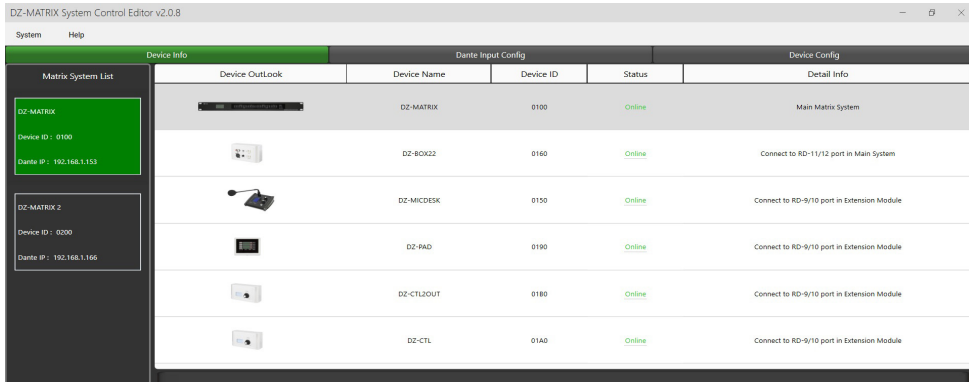 DZ-MATRIX System Control Editor v2.0.8
System Help
Device Info Dante Input Config Device Config
Matrix System List
DZ-MATRIX
Device ID : 0100
Dante IP : 192.168.1.153
DZ-MATRIX 2
Device ID : 0200
Dante IP : 192.168.1.166
Device OutLook Device Name Device ID Status Detail Info
DZ-MATRIX 0100 Online Main Matrix System
DZ-BOX22 0160 Online Connect to RD-11/12 port in Main System
DZ-MICDESK 0150 Online Connect to RD-9/10 port in Extension Module
DZ-PAD 0190 Online Connect to RD-9/10 port in Extension Module
DZ-CTL2OUT 01B0 Online Connect to RD-9/10 port in Extension Module
DZ-CTL 01A0 Online Connect to RD-9/10 port in Extension Module